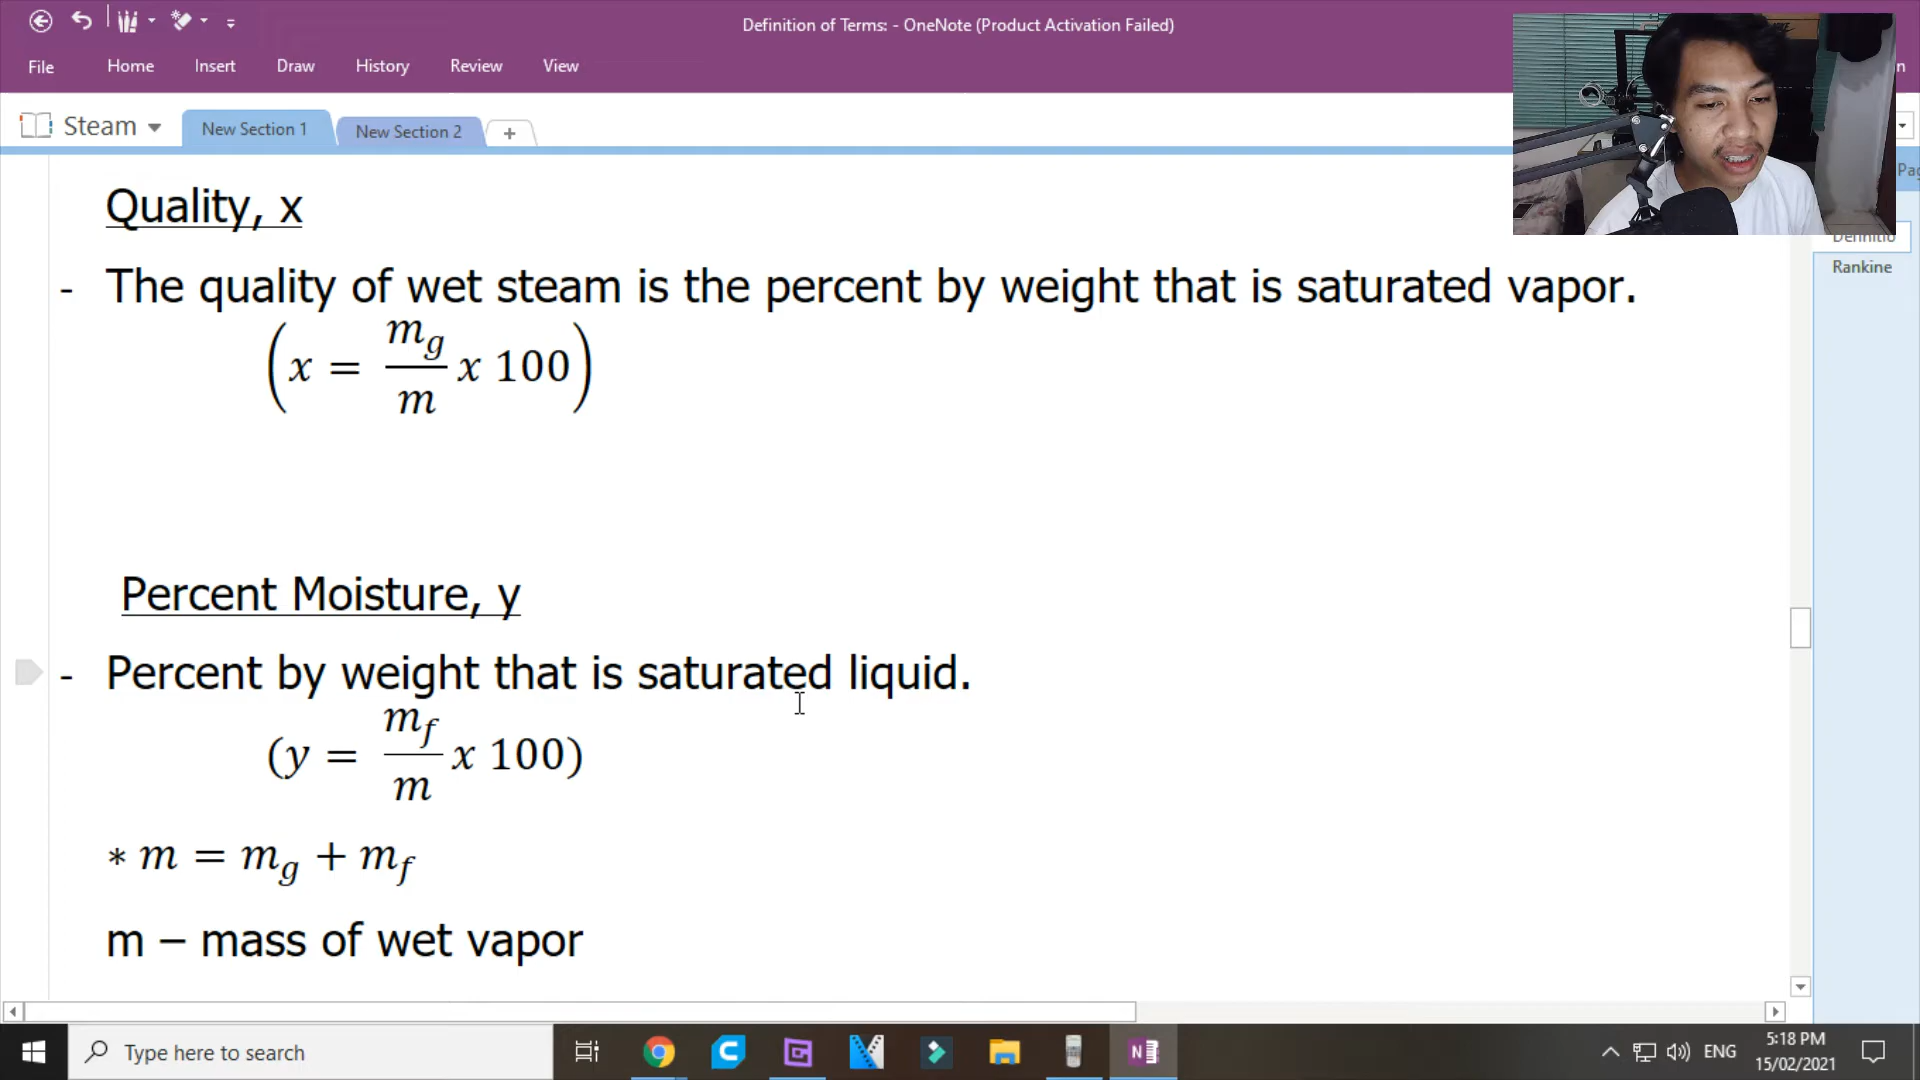 Definition of Terms: - OneNote (Product Activation Failed)
File Home Insert Draw History Review View
Steam New Section 1 New Section 2 +
Quality, x
- The quality of wet steam is the percent by weight that is saturated vapor.
(x = m_g/m x 100)
Percent Moisture, y
- Percent by weight that is saturated liquid.
(y = m_f/m x 100)
* m = m_g + m_f
m – mass of wet vapor
Rankine
Type here to search
ENG
5:18 PM
15/02/2021